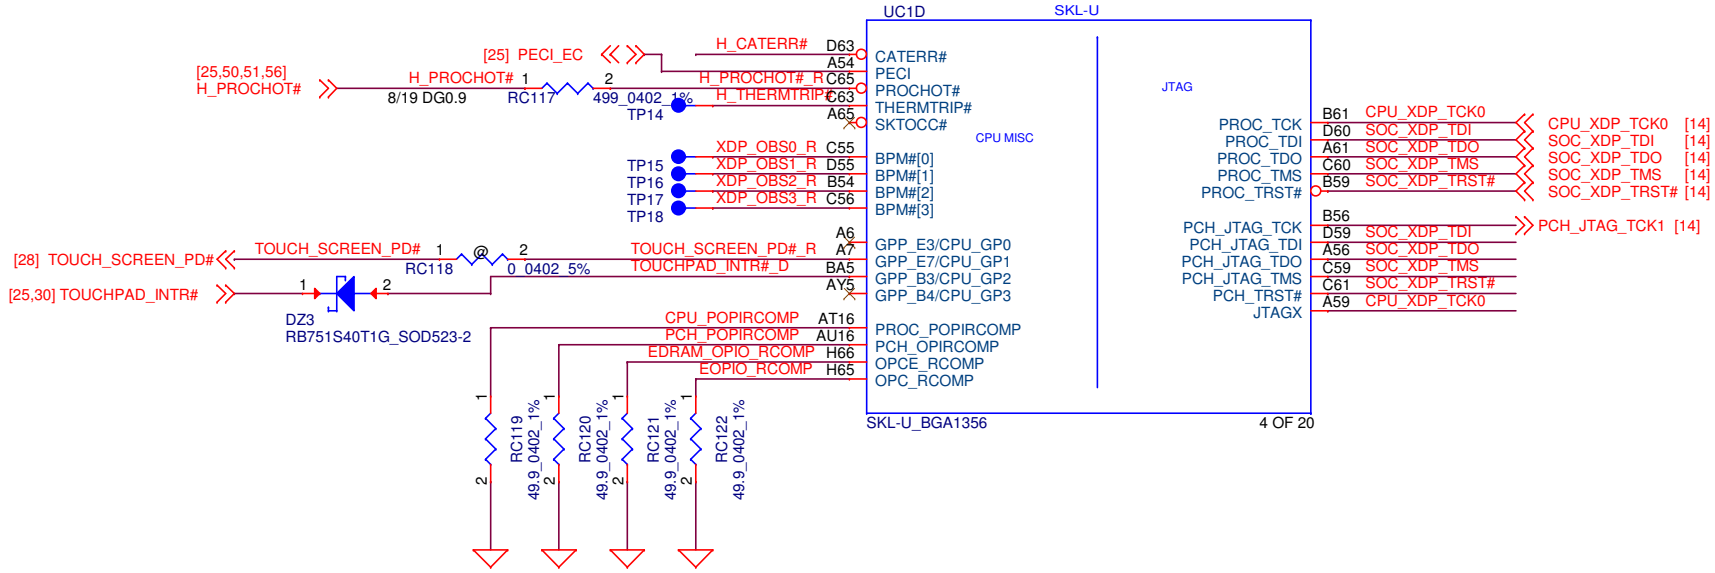 UC1D SKL-U
[25] PECI_EC
[25,50,51,56]
H_PROCHOT#
H_PROCHOT# 1 2
8/19 DG0.9 RC117 499_0402_1%
H_CATERR# D63 CATERR#
A54 PECI
H_PROCHOT#_R C65 PROCHOT#
TP14 H_THERMTRIP# C63 THERMTRIP#
A65 SKTOCC#
CPU MISC
JTAG
TP15 XDP_OBS0_R C55 BPM#[0]
TP16 XDP_OBS1_R D55 BPM#[1]
TP17 XDP_OBS2_R B54 BPM#[2]
TP18 XDP_OBS3_R C56 BPM#[3]
A6 GPP_E3/CPU_GP0
[28] TOUCH_SCREEN_PD# TOUCH_SCREEN_PD# 1 @ 2 TOUCH_SCREEN_PD#_R A7 GPP_E7/CPU_GP1
RC118 0_0402_5%
TOUCHPAD_INTR#_D BA5 GPP_B3/CPU_GP2
[25,30] TOUCHPAD_INTR# 1 2 AY5 GPP_B4/CPU_GP3
DZ3
RB751S40T1G_SOD523-2
CPU_POPIRCOMP AT16 PROC_POPIRCOMP
PCH_POPIRCOMP AU16 PCH_OPIRCOMP
EDRAM_OPIO_RCOMP H66 OPCE_RCOMP
EOPIO_RCOMP H65 OPC_RCOMP
1 2 RC119 49.9_0402_1%
1 2 RC120 49.9_0402_1%
1 2 RC121 49.9_0402_1%
1 2 RC122 49.9_0402_1%
PROC_TCK B61 CPU_XDP_TCK0 CPU_XDP_TCK0 [14]
PROC_TDI D60 SOC_XDP_TDI SOC_XDP_TDI [14]
PROC_TDO A61 SOC_XDP_TDO SOC_XDP_TDO [14]
PROC_TMS C60 SOC_XDP_TMS SOC_XDP_TMS [14]
PROC_TRST# B59 SOC_XDP_TRST# SOC_XDP_TRST# [14]
PCH_JTAG_TCK B56 PCH_JTAG_TCK1 [14]
PCH_JTAG_TDI D59 SOC_XDP_TDI
PCH_JTAG_TDO A56 SOC_XDP_TDO
PCH_JTAG_TMS C59 SOC_XDP_TMS
PCH_TRST# C61 SOC_XDP_TRST#
JTAGX A59 CPU_XDP_TCK0
SKL-U_BGA1356 4 OF 20